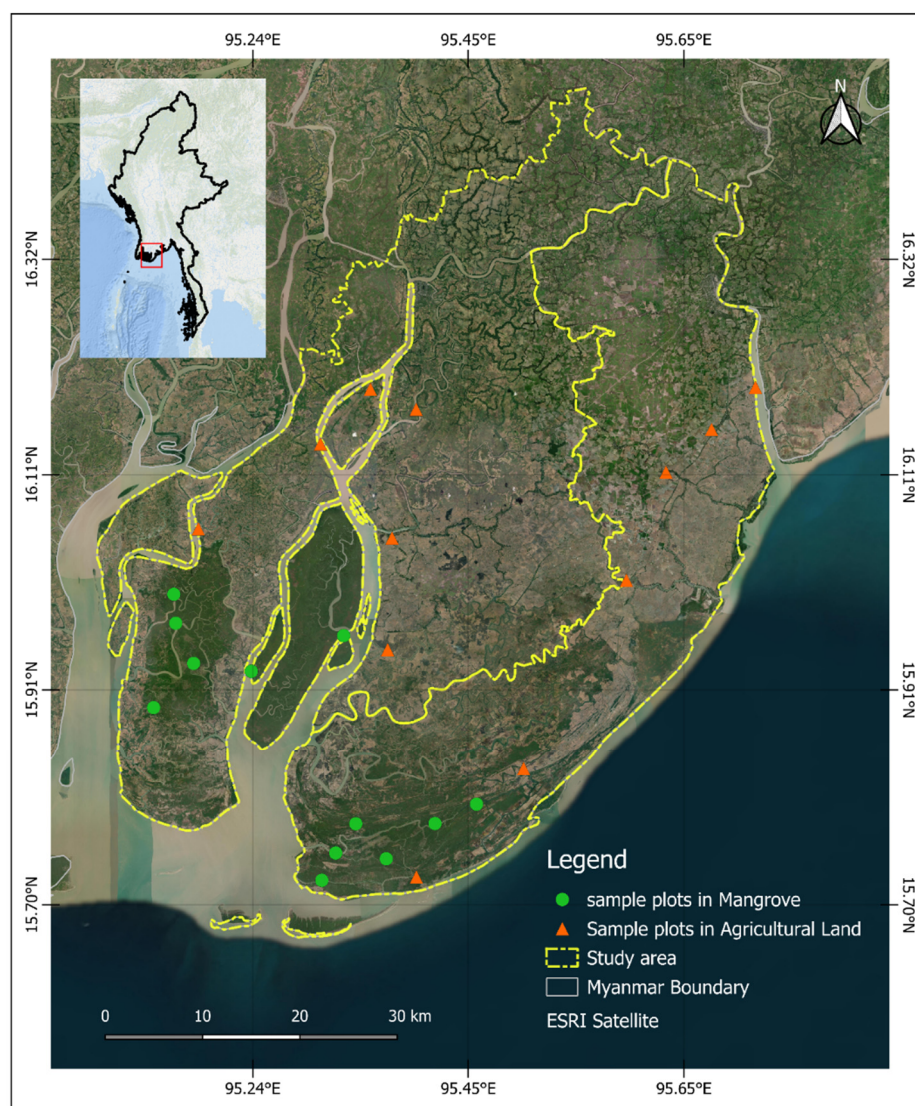 95.24°E 95.45°E 95.65°E
N
16.32°N 16.32°N
16.11°N 16.11°N
15.91°N 15.91°N
Legend
sample plots in Mangrove
15.70°N 15.70°N
Sample plots in Agricultural Land
Study area
Myanmar Boundary
0 10 20 30 km
ESRI Satellite
95.24°E 95.45°E 95.65°E